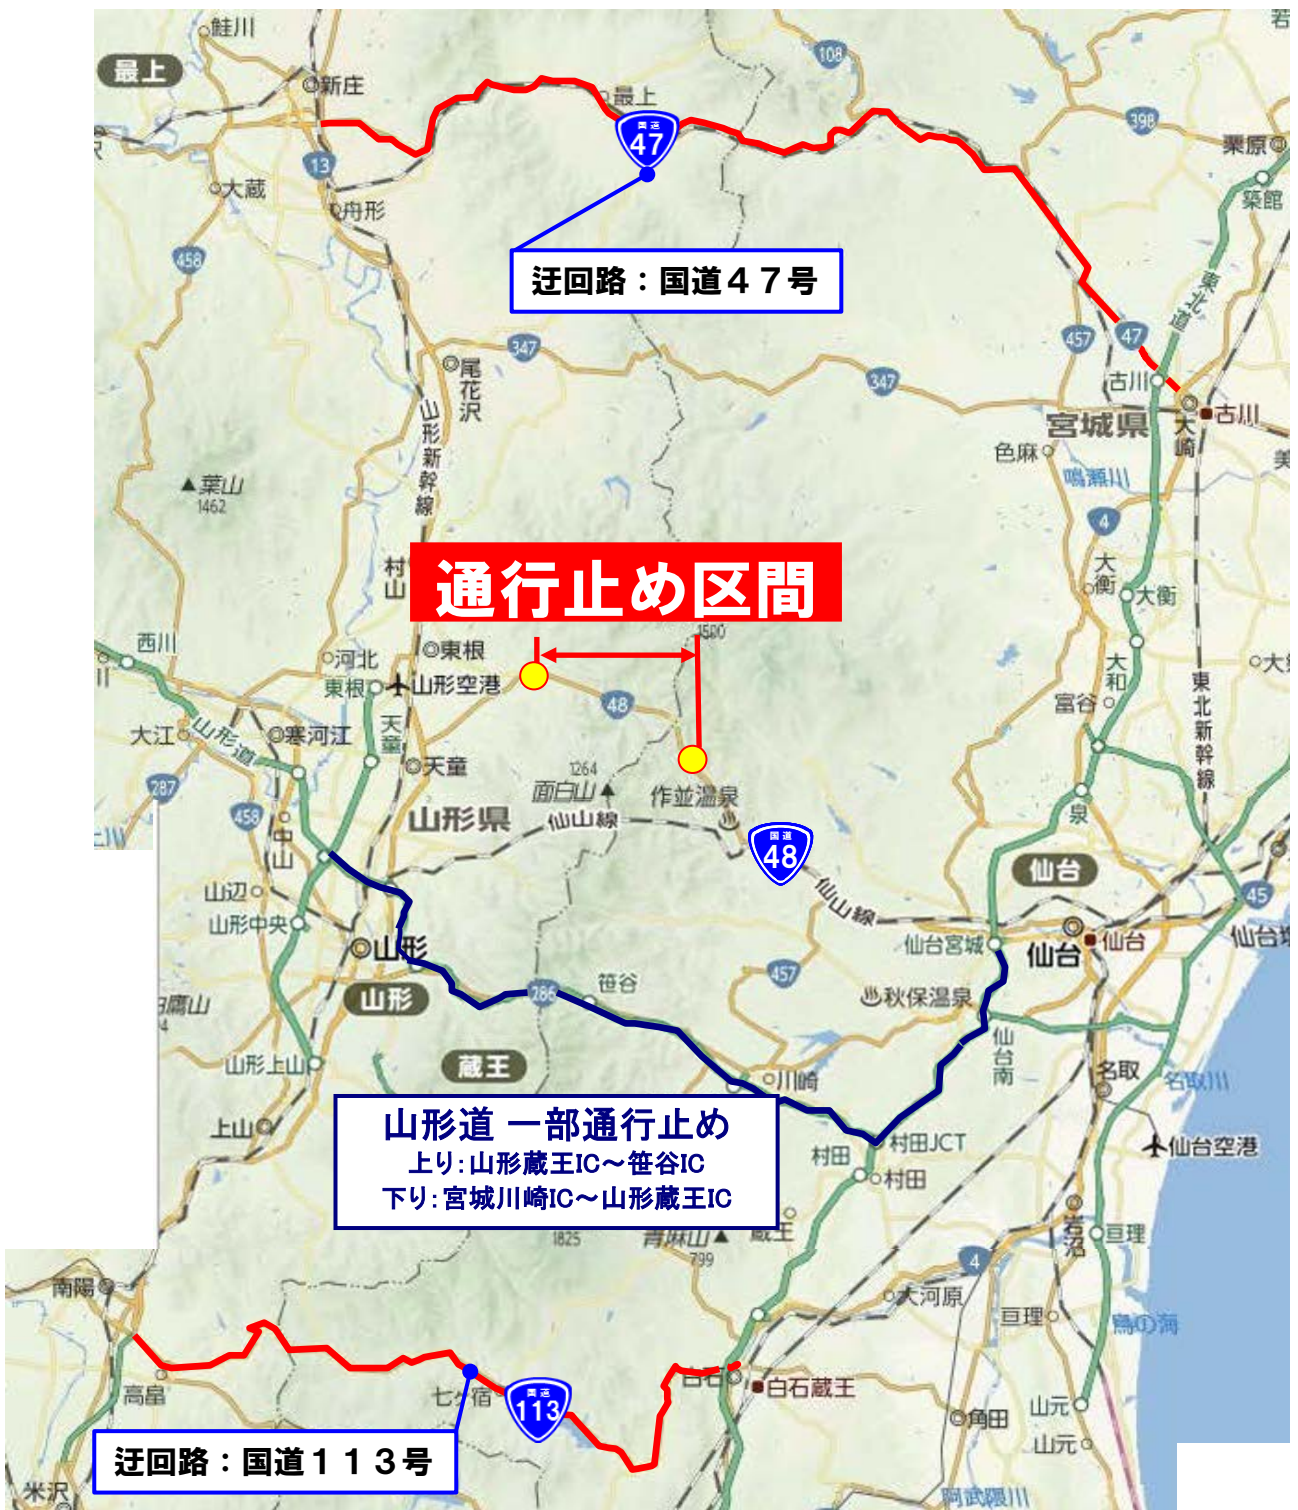 鮭川
最上
新庄
108
若
最上
国道
47
398
栗原
築館
13
大蔵
舟形
458
迂回路：国道４７号
東北道
347
尾花沢
457
47
347
古川
古川
大崎
宮城県
色麻
鳴瀬川
美
山形新幹線
葉山
1462
4
村山
大衡
大衡
通行止め区間
1500
西川
河北
東根
東根
山形空港
大和
東北新幹線
富谷
48
大江
山形道
寒河江
天童
天童
1264
面白山
作並温泉
287
458
中山
山形県
仙山線
泉
国道
48
仙台
仙山線
45
山辺
山形中央
山形
仙台宮城
仙台
仙台
457
笹谷
286
秋保温泉
山形
山形上山
蔵王
川崎
仙台南
名取
名取川
上山
山形道 一部通行止め
上り：山形蔵王IC～笹谷IC
下り：宮城川崎IC～山形蔵王IC
村田JCT
村田
村田
仙台空港
蔵王
青麻山
799
1825
岩沼
亘理
4
南陽
大河原
亘理
鳥の海
高畠
七ヶ宿
国道
113
白石
白石蔵王
角田
山元
山元
迂回路：国道１１３号
米沢
阿武隈川